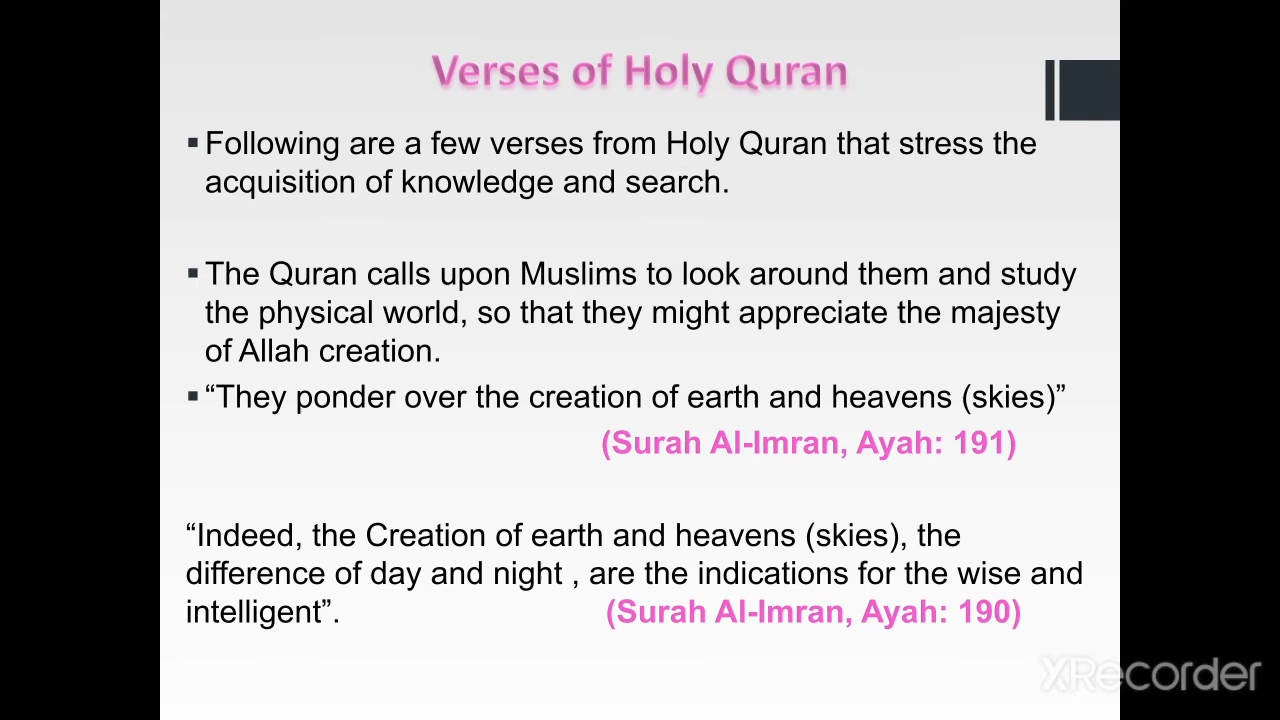 Verses of Holy Quran
▪ Following are a few verses from Holy Quran that stress the
acquisition of knowledge and search.
▪ The Quran calls upon Muslims to look around them and study
the physical world, so that they might appreciate the majesty
of Allah creation.
▪ “They ponder over the creation of earth and heavens (skies)”
(Surah Al-Imran, Ayah: 191)
“Indeed, the Creation of earth and heavens (skies), the
difference of day and night , are the indications for the wise and
intelligent”. (Surah Al-Imran, Ayah: 190)
XRecorder